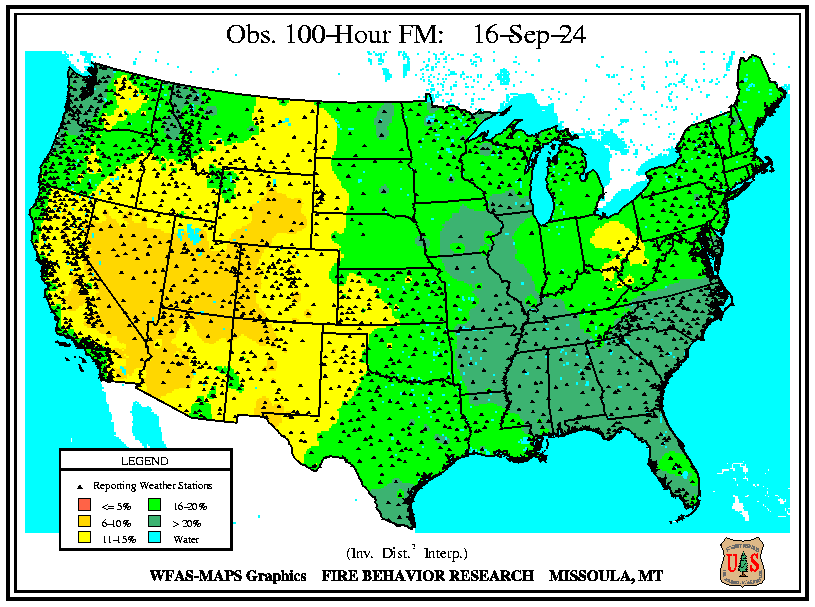 Obs. 100-Hour FM: 16-Sep-24
LEGEND
Reporting Weather Stations
<= 5%
16-20%
6-10%
> 20%
11-15%
Water
(Inv. Dist.² Interp.)
WFAS-MAPS Graphics FIRE BEHAVIOR RESEARCH MISSOULA, MT
U S